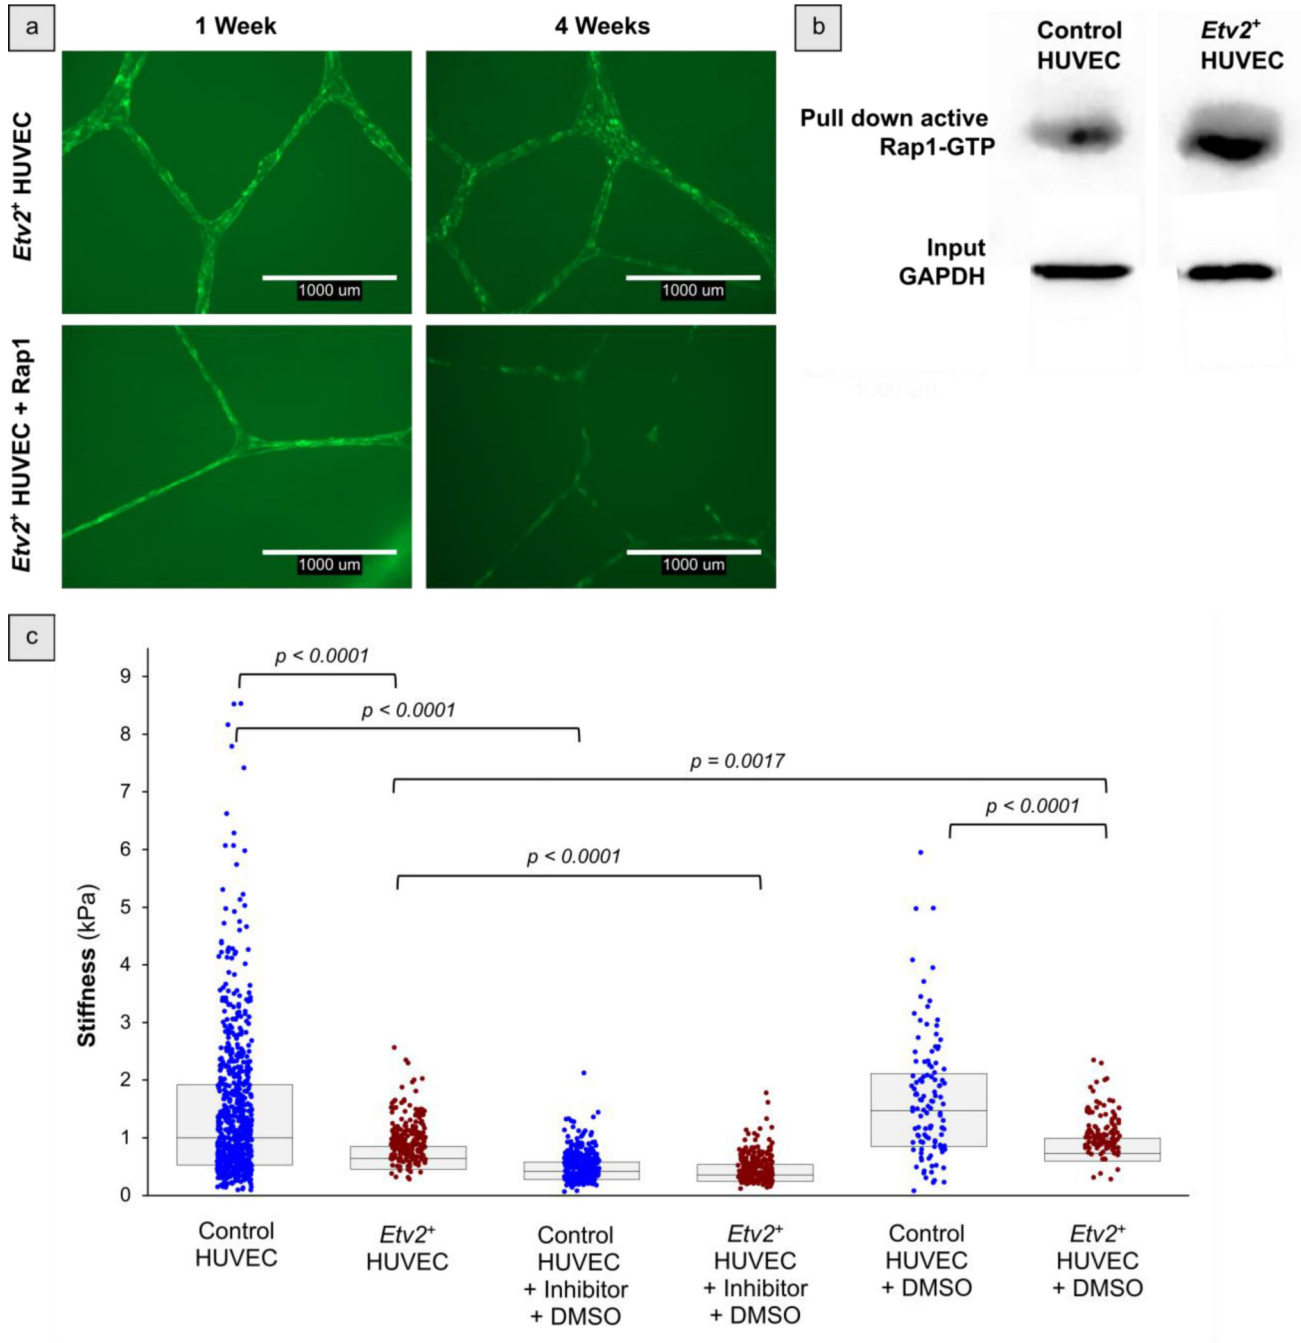 a
1 Week
4 Weeks
Etv2+ HUVEC
1000 um
1000 um
Etv2+ HUVEC + Rap1
1000 um
1000 um
b
Control
HUVEC
Etv2+
HUVEC
Pull down active
Rap1-GTP
Input
GAPDH
1000 um
c
p < 0.0001
p < 0.0001
p = 0.0017
p < 0.0001
p < 0.0001
Stiffness (kPa)
9
8
7
6
5
4
3
2
1
0
Control
HUVEC
Etv2+
HUVEC
Control
HUVEC
+ Inhibitor
+ DMSO
Etv2+
HUVEC
+ Inhibitor
+ DMSO
Control
HUVEC
+ DMSO
Etv2+
HUVEC
+ DMSO